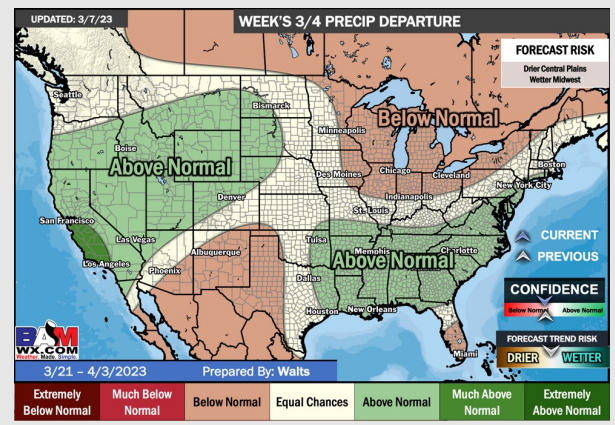 UPDATED: 3/7/23
WEEK'S 3/4 PRECIP DEPARTURE
FORECAST RISK
Drier Central Plains
Wetter Midwest
Seattle
Bismarck
Minneapolis
Below Normal
Boise
Above Normal
Des Moines
Chicago
Cleveland
Boston
New York City
Denver
Indianapolis
St. Louis
San Francisco
Las Vegas
Los Angeles
Phoenix
Albuquerque
Tulsa
Memphis
Charlotte
Above Normal
Dallas
Houston
New Orleans
Miami
CURRENT
PREVIOUS
CONFIDENCE
Below Normal
Above Normal
FORECAST TREND RISK
DRIER
WETTER
BAM
WX.COM
Weather. Made. Simple.
3/21 – 4/3/2023
Prepared By: Walts
Extremely Below Normal
Much Below Normal
Below Normal
Equal Chances
Above Normal
Much Above Normal
Extremely Above Normal